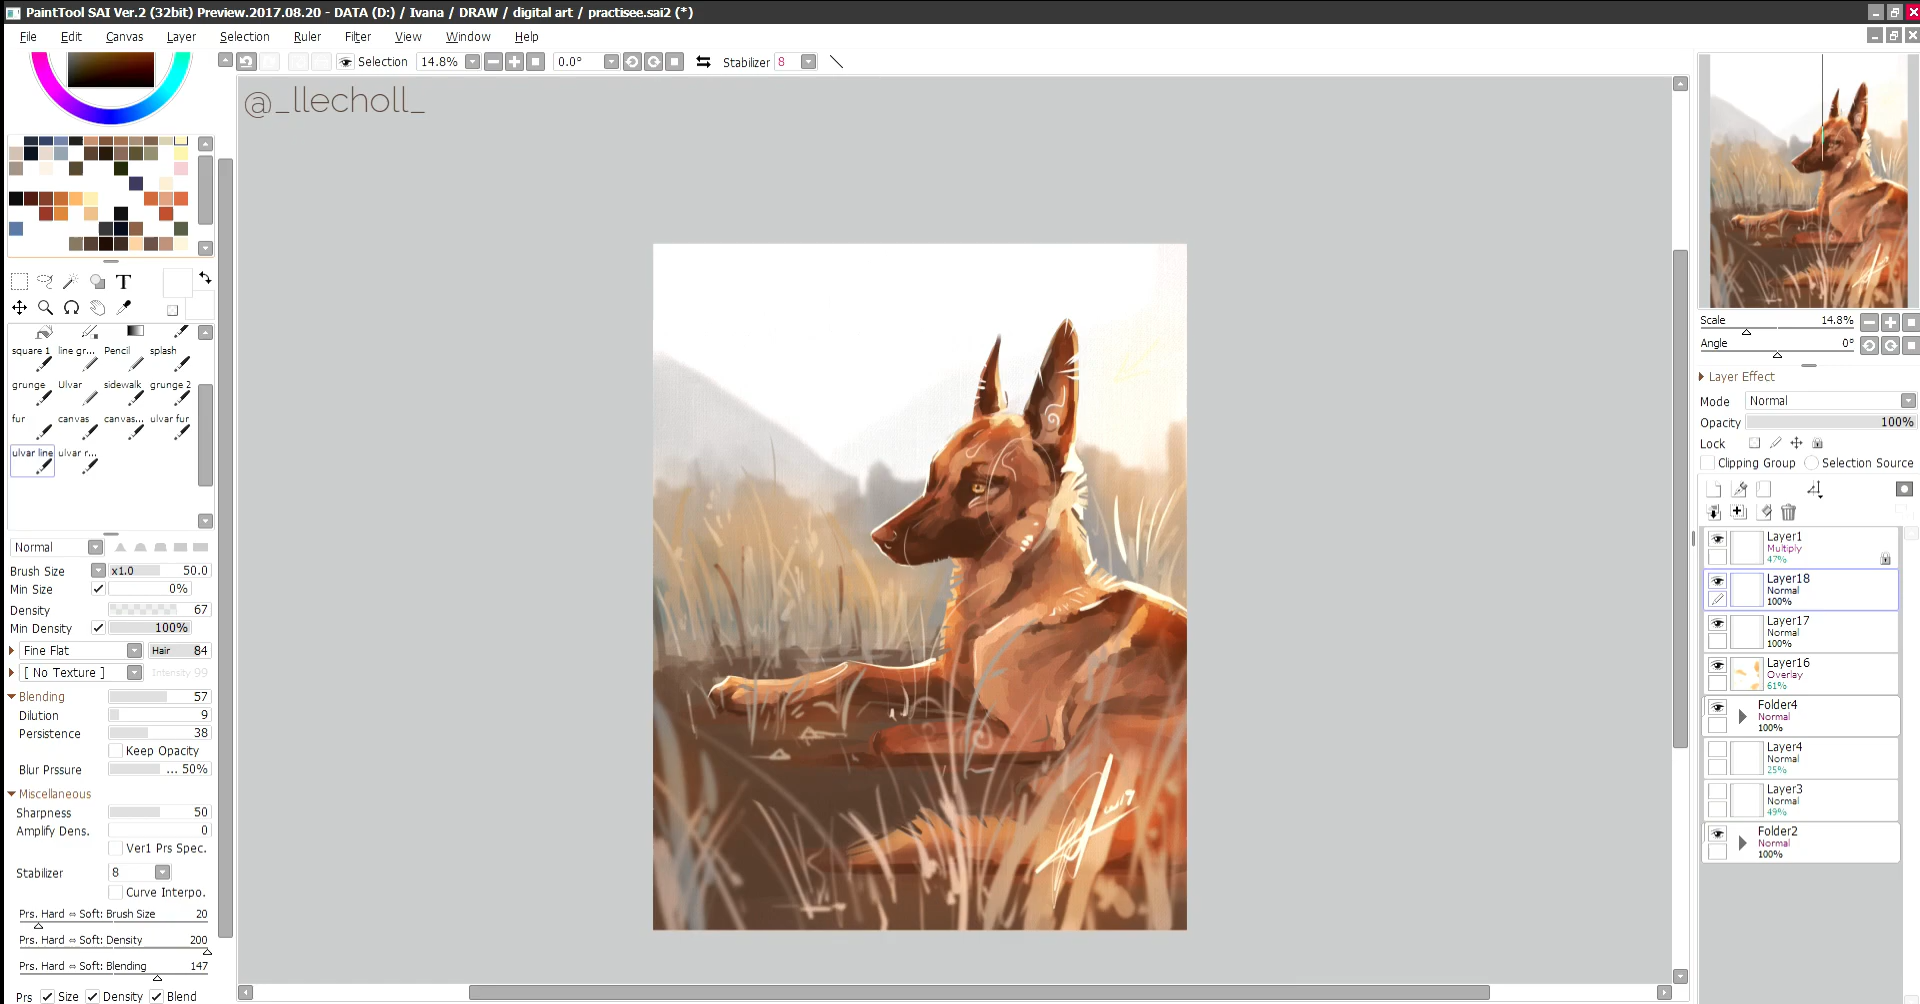 PaintTool SAI Ver.2 (32bit) Preview.2017.08.20 - DATA (D:) / Ivana / DRAW / digital art / practisee.sai2 (*)
File Edit Canvas Layer Selection Ruler Filter View Window Help
Selection 14.8% 0.0° Stabilizer 8
@_llecholl_
T
square 1 line gr... Pencil splash
grunge Ulvar sidewalk grunge 2
fur canvas canvas... ulvar fur
ulvar line ulvar r...
Normal
Brush Size x1.0 50.0
Min Size 0%
Density 67
Min Density 100%
Fine Flat Hair 84
[ No Texture ] Intensity 99
Blending 57
Dilution 9
Persistence 38
Keep Opacity
Blur Prssure ... 50%
Miscellaneous
Sharpness 50
Amplify Dens. 0
Ver1 Prs Spec.
Stabilizer 8
Curve Interpo.
Prs. Hard ⇔ Soft: Brush Size 20
Prs. Hard ⇔ Soft: Density 200
Prs. Hard ⇔ Soft: Blending 147
Prs Size Density Blend
Scale 14.8%
Angle 0°
Layer Effect
Mode Normal
Opacity 100%
Lock
Clipping Group Selection Source
Layer1
Multiply
47%
Layer18
Normal
100%
Layer17
Normal
100%
Layer16
Overlay
61%
Folder4
Normal
100%
Layer4
Normal
25%
Layer3
Normal
49%
Folder2
Normal
100%